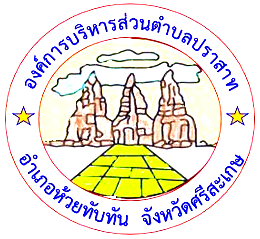 องค์การบริหารส่วนตำบลปราสาท
อำเภอห้วยทับทัน จังหวัดศรีสะเกษ